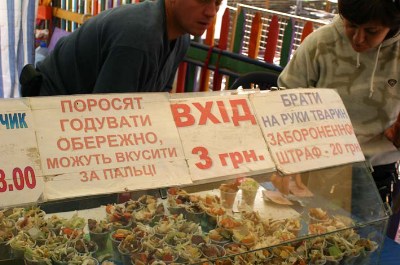 ЧИК
3.00
ПОРОСЯТ
ГОДУВАТИ
ОБЕРЕЖНО,
МОЖУТЬ ВКУСИТИ
ЗА ПАЛЬЦІ
ВХІД
3 грн.
БРАТИ
НА РУКИ ТВАРИН
ЗАБОРОНЕНО!
ШТРАФ - 20 грн